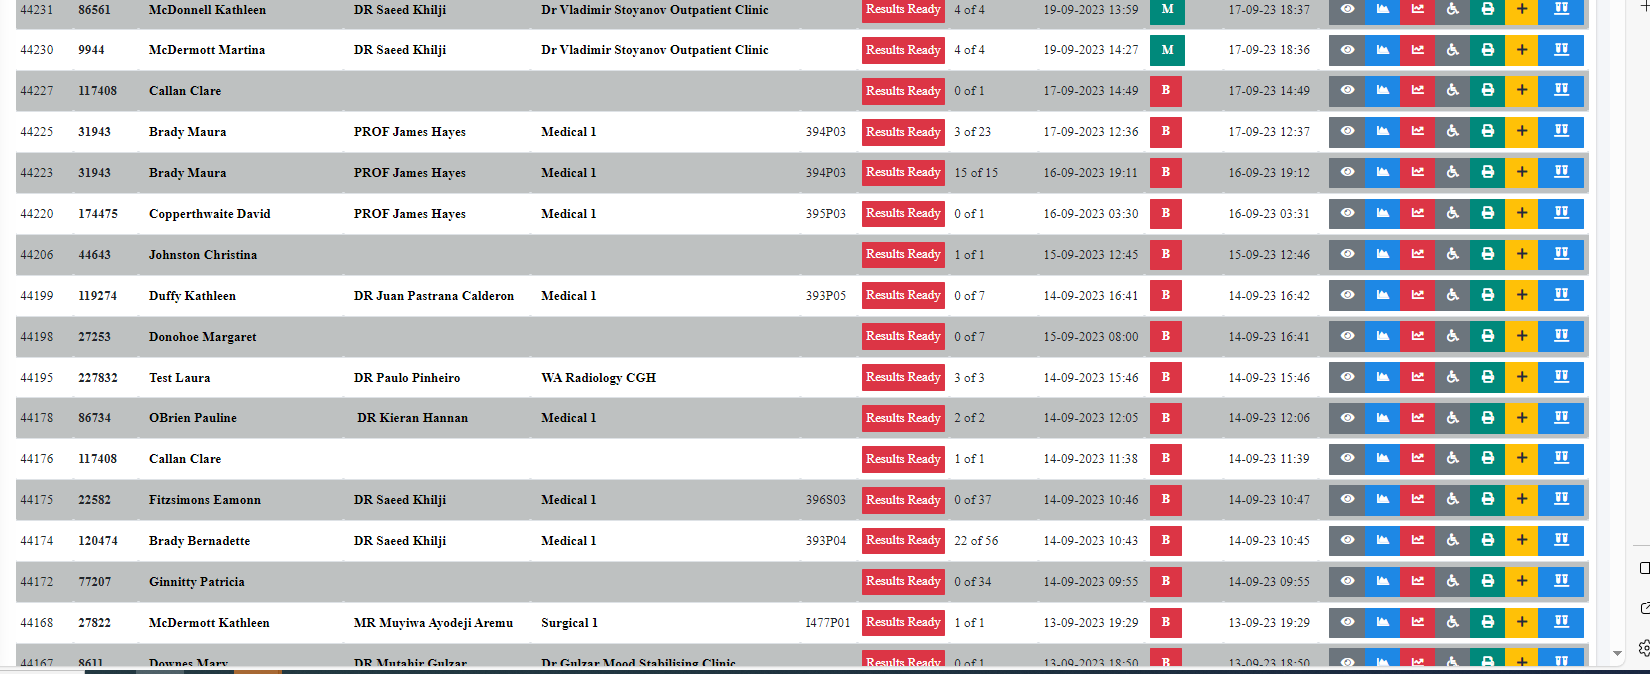 44231 86561 McDonnell Kathleen DR Saeed Khilji Dr Vladimir Stoyanov Outpatient Clinic Results Ready 4 of 4 19-09-2023 13:59 M 17-09-23 18:37
44230 9944 McDermott Martina DR Saeed Khilji Dr Vladimir Stoyanov Outpatient Clinic Results Ready 4 of 4 19-09-2023 14:27 M 17-09-23 18:36
44227 117408 Callan Clare Results Ready 0 of 1 17-09-2023 14:49 B 17-09-23 14:49
44225 31943 Brady Maura PROF James Hayes Medical 1 394P03 Results Ready 3 of 23 17-09-2023 12:36 B 17-09-23 12:37
44223 31943 Brady Maura PROF James Hayes Medical 1 394P03 Results Ready 15 of 15 16-09-2023 19:11 B 16-09-23 19:12
44220 174475 Copperthwaite David PROF James Hayes Medical 1 395P03 Results Ready 0 of 1 16-09-2023 03:30 B 16-09-23 03:31
44206 44643 Johnston Christina Results Ready 1 of 1 15-09-2023 12:45 B 15-09-23 12:46
44199 119274 Duffy Kathleen DR Juan Pastrana Calderon Medical 1 393P05 Results Ready 0 of 7 14-09-2023 16:41 B 14-09-23 16:42
44198 27253 Donohoe Margaret Results Ready 0 of 7 15-09-2023 08:00 B 14-09-23 16:41
44195 227832 Test Laura DR Paulo Pinheiro WA Radiology CGH Results Ready 3 of 3 14-09-2023 15:46 B 14-09-23 15:46
44178 86734 OBrien Pauline DR Kieran Hannan Medical 1 Results Ready 2 of 2 14-09-2023 12:05 B 14-09-23 12:06
44176 117408 Callan Clare Results Ready 1 of 1 14-09-2023 11:38 B 14-09-23 11:39
44175 22582 Fitzsimons Eamonn DR Saeed Khilji Medical 1 396S03 Results Ready 0 of 37 14-09-2023 10:46 B 14-09-23 10:47
44174 120474 Brady Bernadette DR Saeed Khilji Medical 1 393P04 Results Ready 22 of 56 14-09-2023 10:43 B 14-09-23 10:45
44172 77207 Ginnitty Patricia Results Ready 0 of 34 14-09-2023 09:55 B 14-09-23 09:55
44168 27822 McDermott Kathleen MR Muyiwa Ayodeji Aremu Surgical 1 I477P01 Results Ready 1 of 1 13-09-2023 19:29 B 13-09-23 19:29
44167 8611 Downes Mary DR Mutahir Gulzar Dr Gulzar Mood Stabilising Clinic Results Ready 0 of 1 13-09-2023 18:50 B 13-09-23 18:50